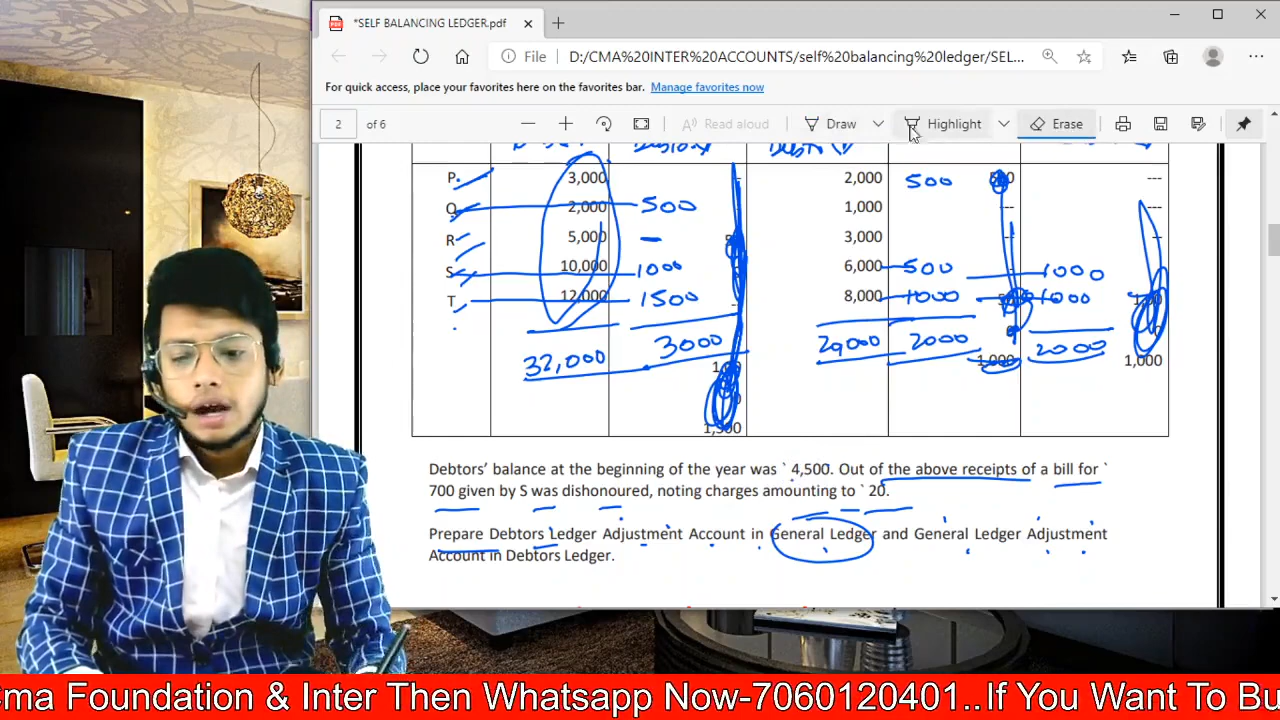 *SELF BALANCING LEDGER.pdf
File D:/CMA%20INTER%20ACCOUNTS/self%20balancing%20ledger/SEL...
For quick access, place your favorites here on the favorites bar. Manage favorites now
2 of 6 Read aloud Draw Highlight Erase
P. 3,000 2,000 500 ---
Q 2,000 500 1,000 ---
R 5,000 - 3,000
S 10,000 1000 6,000 500 1000
T 12,000 1500 8,000 1000 1000
32,000 3000 29000 2000 1,000 2000 1,000
1,500
Debtors' balance at the beginning of the year was ` 4,500. Out of the above receipts of a bill for `
700 given by S was dishonoured, noting charges amounting to ` 20.
Prepare Debtors Ledger Adjustment Account in General Ledger and General Ledger Adjustment
Account in Debtors Ledger.
Cma Foundation & Inter Then Whatsapp Now-7060120401..If You Want To Bu